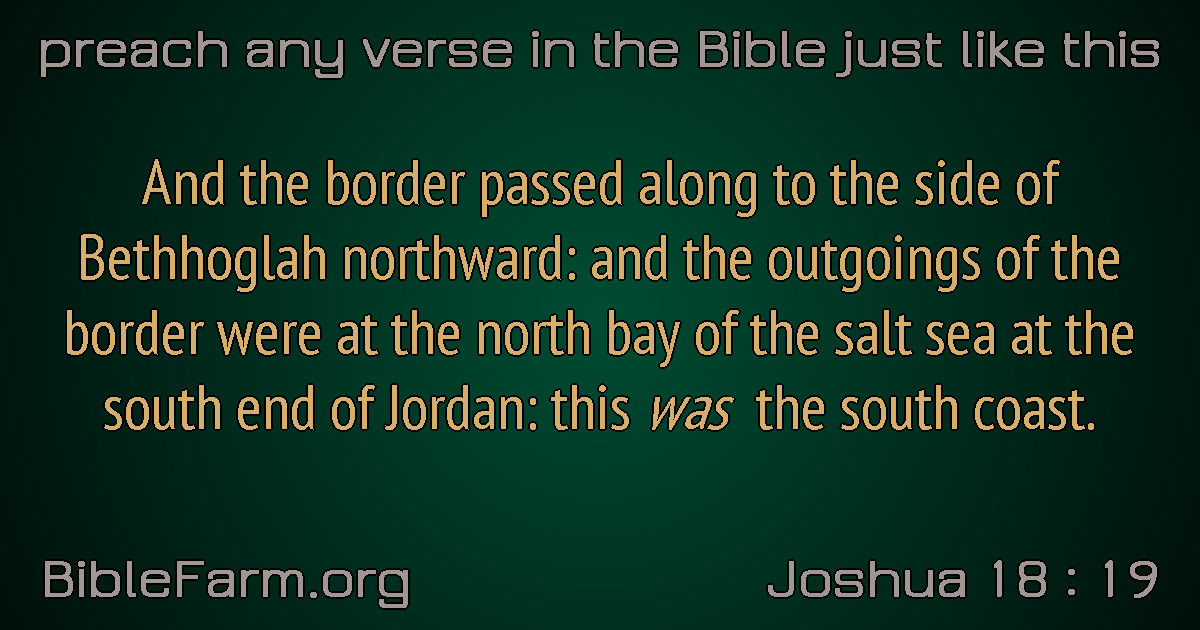 preach any verse in the Bible just like this
And the border passed along to the side of
Bethhoglah northward: and the outgoings of the
border were at the north bay of the salt sea at the
south end of Jordan: this was the south coast.
BibleFarm.org
Joshua 18 : 19